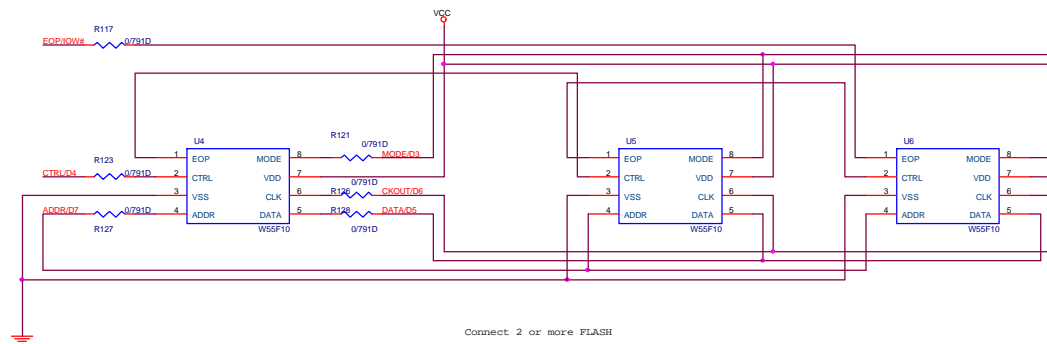 VCC
R117
EOP/IOW#
0/791D
U4
R121
U5
U6
0/791D
1 EOP MODE 8
MODE/D3
1 EOP MODE 8
1 EOP MODE 8
R123
CTRL/D4
0/791D
2 CTRL VDD 7
2 CTRL VDD 7
2 CTRL VDD 7
0/791D
3 VSS CLK 6
R126
CKOUT/D6
3 VSS CLK 6
3 VSS CLK 6
ADDR/D7
0/791D
4 ADDR DATA 5
R128
DATA/D5
4 ADDR DATA 5
4 ADDR DATA 5
R127
W55F10
0/791D
W55F10
W55F10
Connect 2 or more FLASH